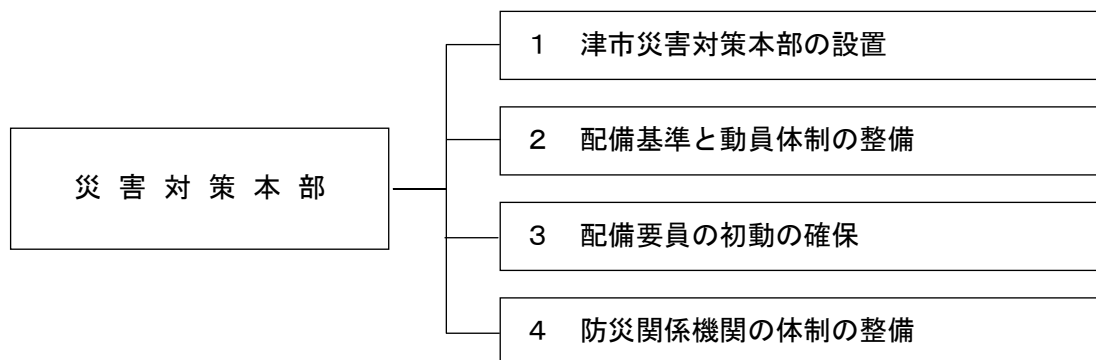 災害対策本部
1 津市災害対策本部の設置
2 配備基準と動員体制の整備
3 配備要員の初動の確保
4 防災関係機関の体制の整備